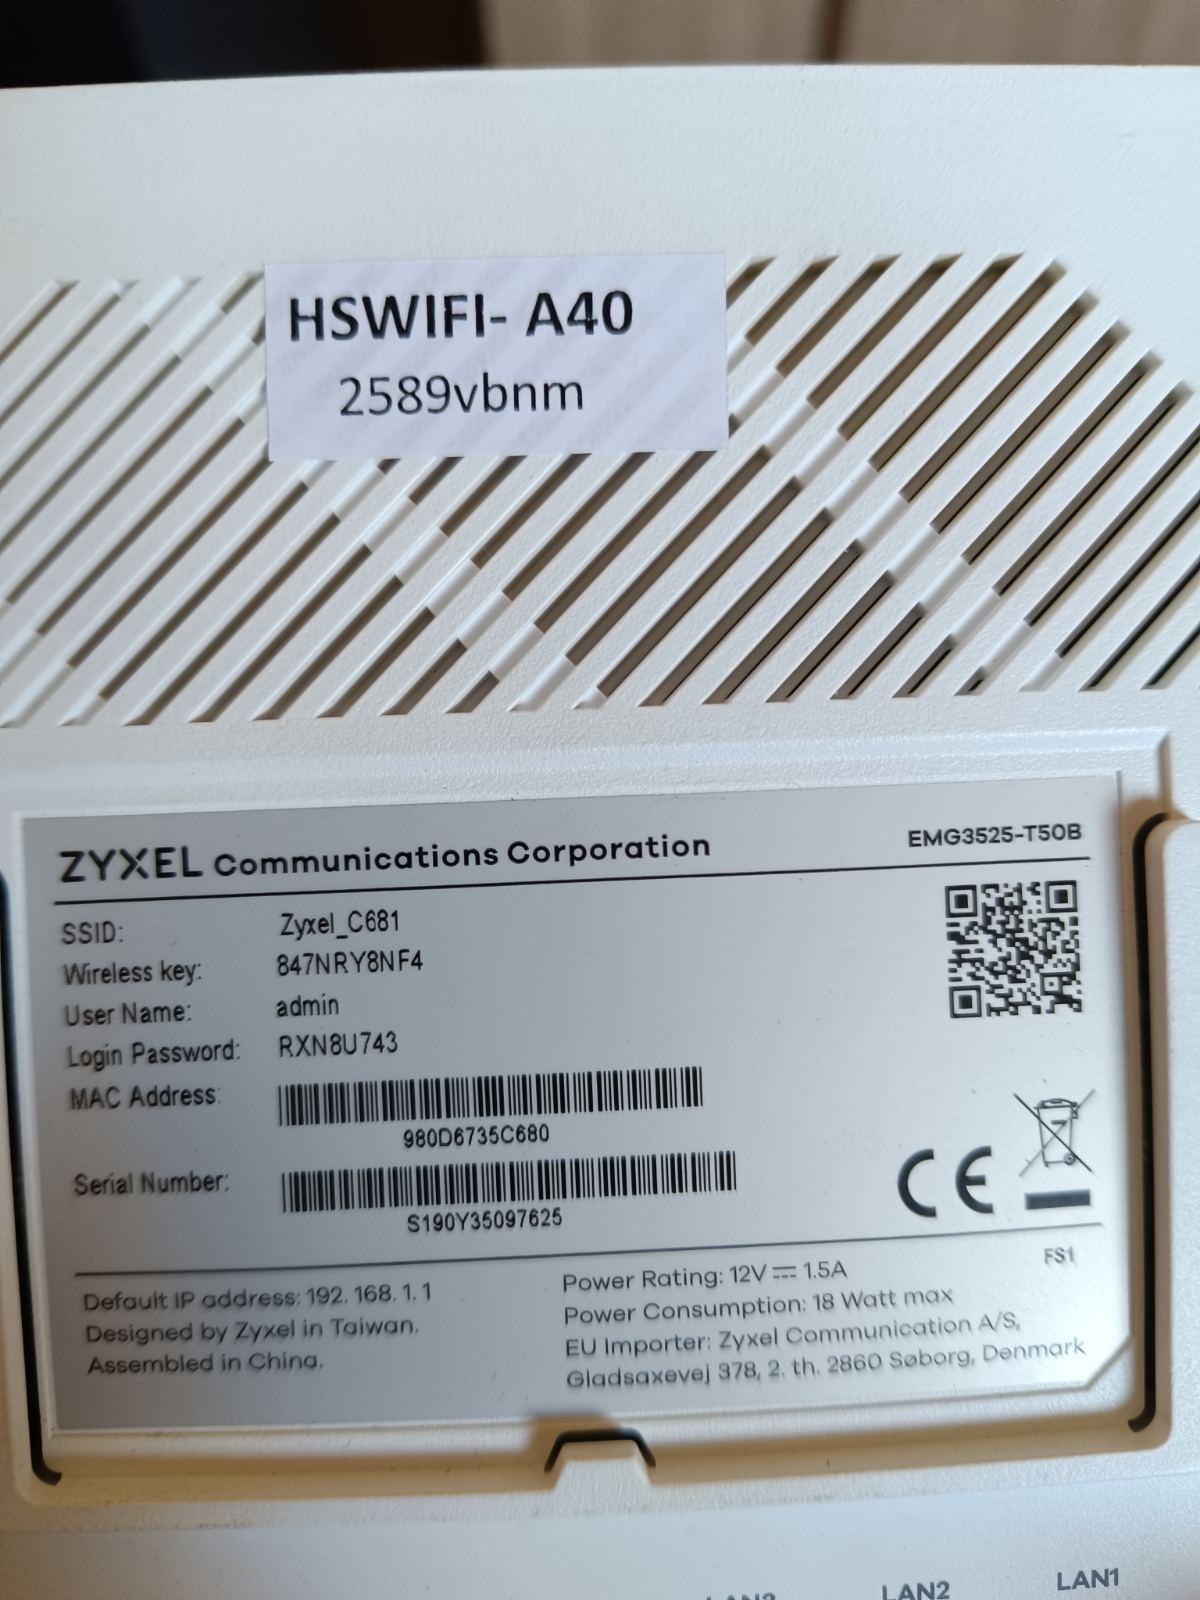 HSWIFI- A40
2589vbnm
ZYXEL Communications Corporation
EMG3525-T50B
SSID: Zyxel_C681
Wireless key: 847NRY8NF4
User Name: admin
Login Password: RXN8U743
MAC Address:
980D6735C680
Serial Number:
S190Y35097625
CE
FS1
Default IP address: 192.168.1.1
Designed by Zyxel in Taiwan.
Assembled in China.
Power Rating: 12V ⎓ 1.5A
Power Consumption: 18 Watt max
EU Importer: Zyxel Communication A/S,
Gladsaxevej 378, 2. th. 2860 Søborg, Denmark
LAN2
LAN1